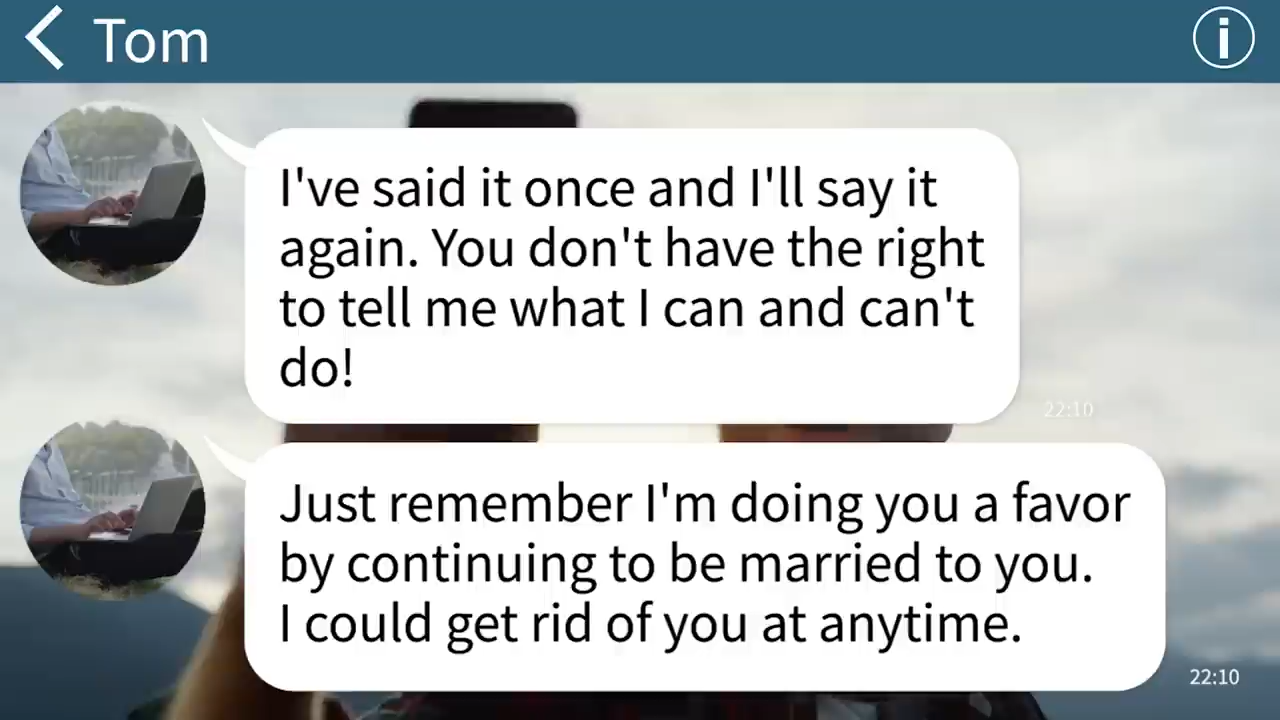 Tom
I've said it once and I'll say it
again. You don't have the right
to tell me what I can and can't
do!
22:10
Just remember I'm doing you a favor
by continuing to be married to you.
I could get rid of you at anytime.
22:10